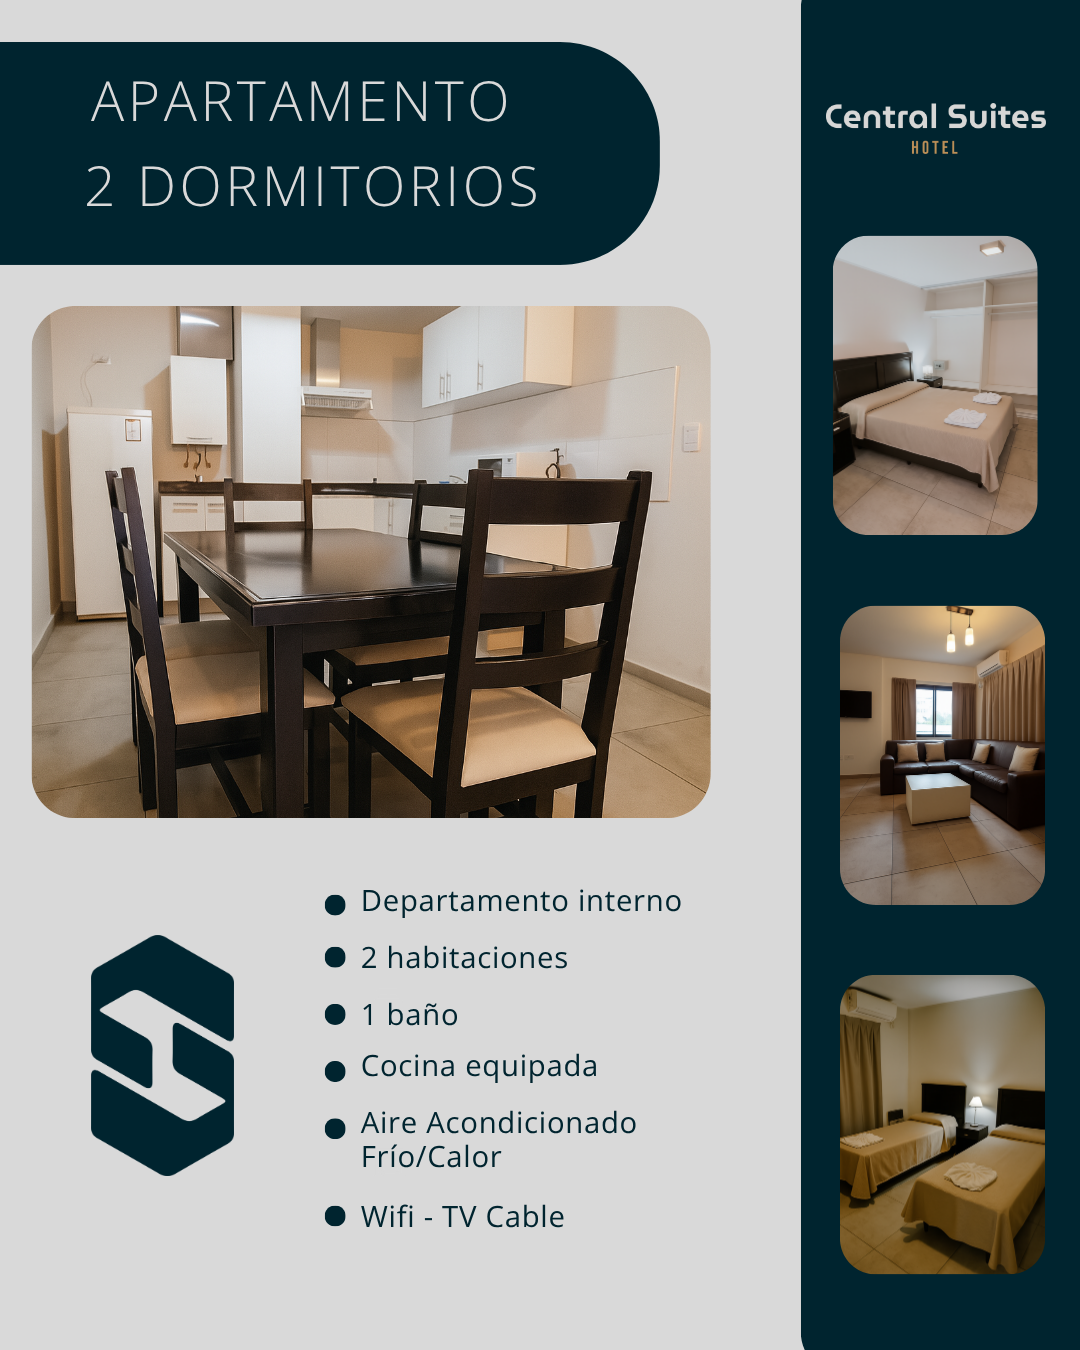 APARTAMENTO
2 DORMITORIOS
Central Suites
HOTEL
Departamento interno
2 habitaciones
1 baño
Cocina equipada
Aire Acondicionado
Frío/Calor
Wifi - TV Cable